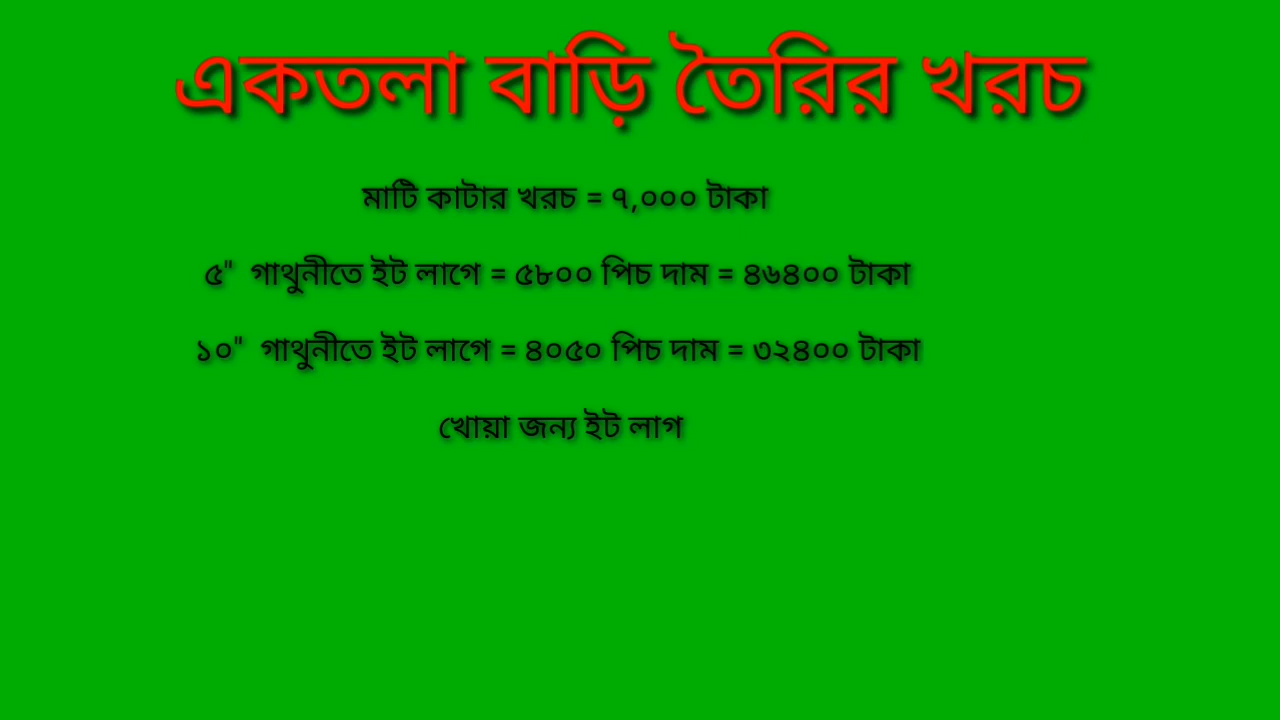 একতলা বাড়ি তৈরির খরচ
মাটি কাটার খরচ = ৭,০০০ টাকা
৫" গাথুনীতে ইট লাগে = ৫৮০০ পিচ দাম = ৪৬৪০০ টাকা
১০" গাথুনীতে ইট লাগে = ৪০৫০ পিচ দাম = ৩২৪০০ টাকা
খোয়া জন্য ইট লাগ